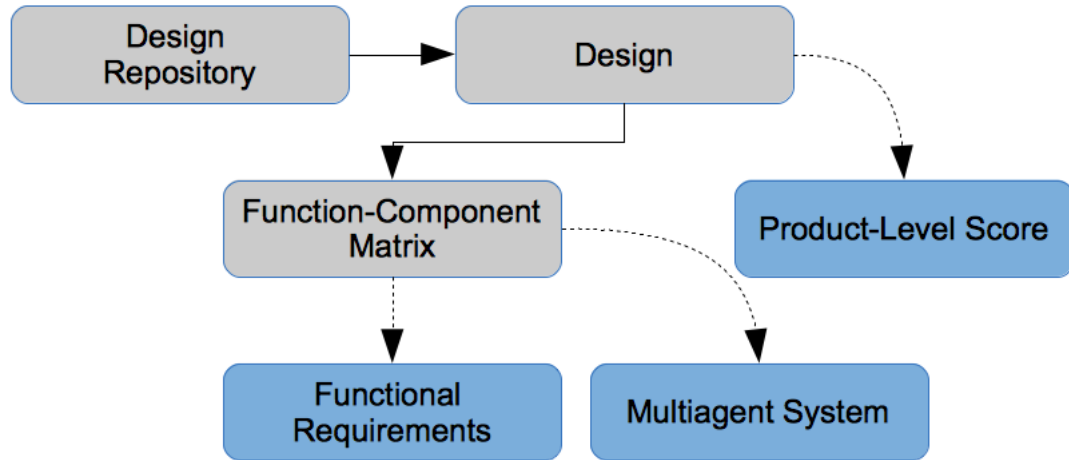 Design
Repository
Design
Function-Component
Matrix
Product-Level Score
Functional
Requirements
Multiagent System